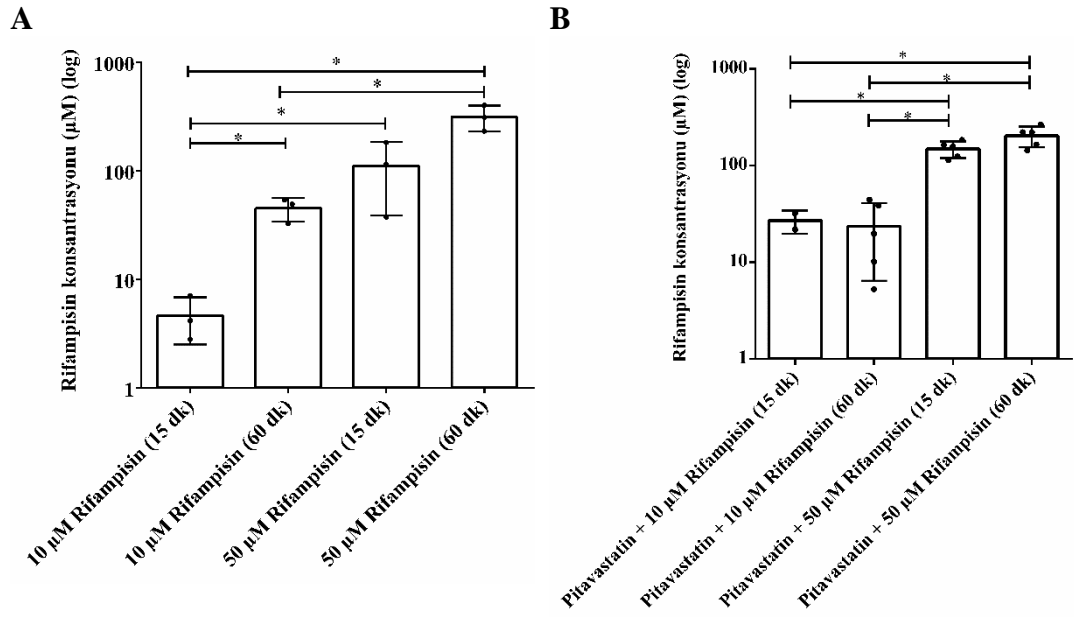 A
Rifampisin konsantrasyonu (µM) (log)
1000
100
10
1
*
*
*
*
10 µM Rifampisin (15 dk)
10 µM Rifampisin (60 dk)
50 µM Rifampisin (15 dk)
50 µM Rifampisin (60 dk)
B
Rifampisin konsantrasyonu (µM) (log)
1000
100
10
1
*
*
*
*
Pitavastatin + 10 µM Rifampisin (15 dk)
Pitavastatin + 10 µM Rifampisin (60 dk)
Pitavastatin + 50 µM Rifampisin (15 dk)
Pitavastatin + 50 µM Rifampisin (60 dk)